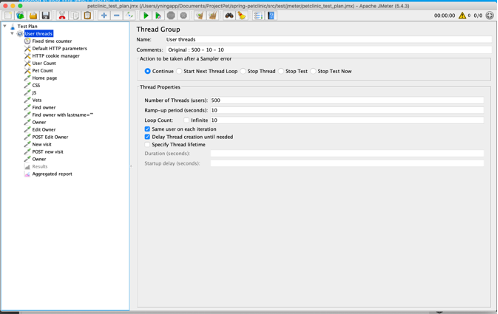 petclinic_test_plan.jmx (/Users/yningapp/Documents/ProjectPet/spring-petclinic/src/test/jmeter/petclinic_test_plan.jmx) - Apache JMeter (5.4.3)
00:00:00 0 0/0
Test Plan
User threads
Fixed time counter
Default HTTP parameters
HTTP cookie manager
User Count
Pet Count
Home page
CSS
JS
Vets
Find owner
Find owner with lastname=""
Owner
Edit Owner
POST Edit Owner
New visit
POST new visit
Owner
Results
Aggregated report
Thread Group
Name: User threads
Comments: Original : 500 - 10 - 10
Action to be taken after a Sampler error
Continue Start Next Thread Loop Stop Thread Stop Test Stop Test Now
Thread Properties
Number of Threads (users): 500
Ramp-up period (seconds): 10
Loop Count: Infinite 10
Same user on each iteration
Delay Thread creation until needed
Specify Thread lifetime
Duration (seconds):
Startup delay (seconds):